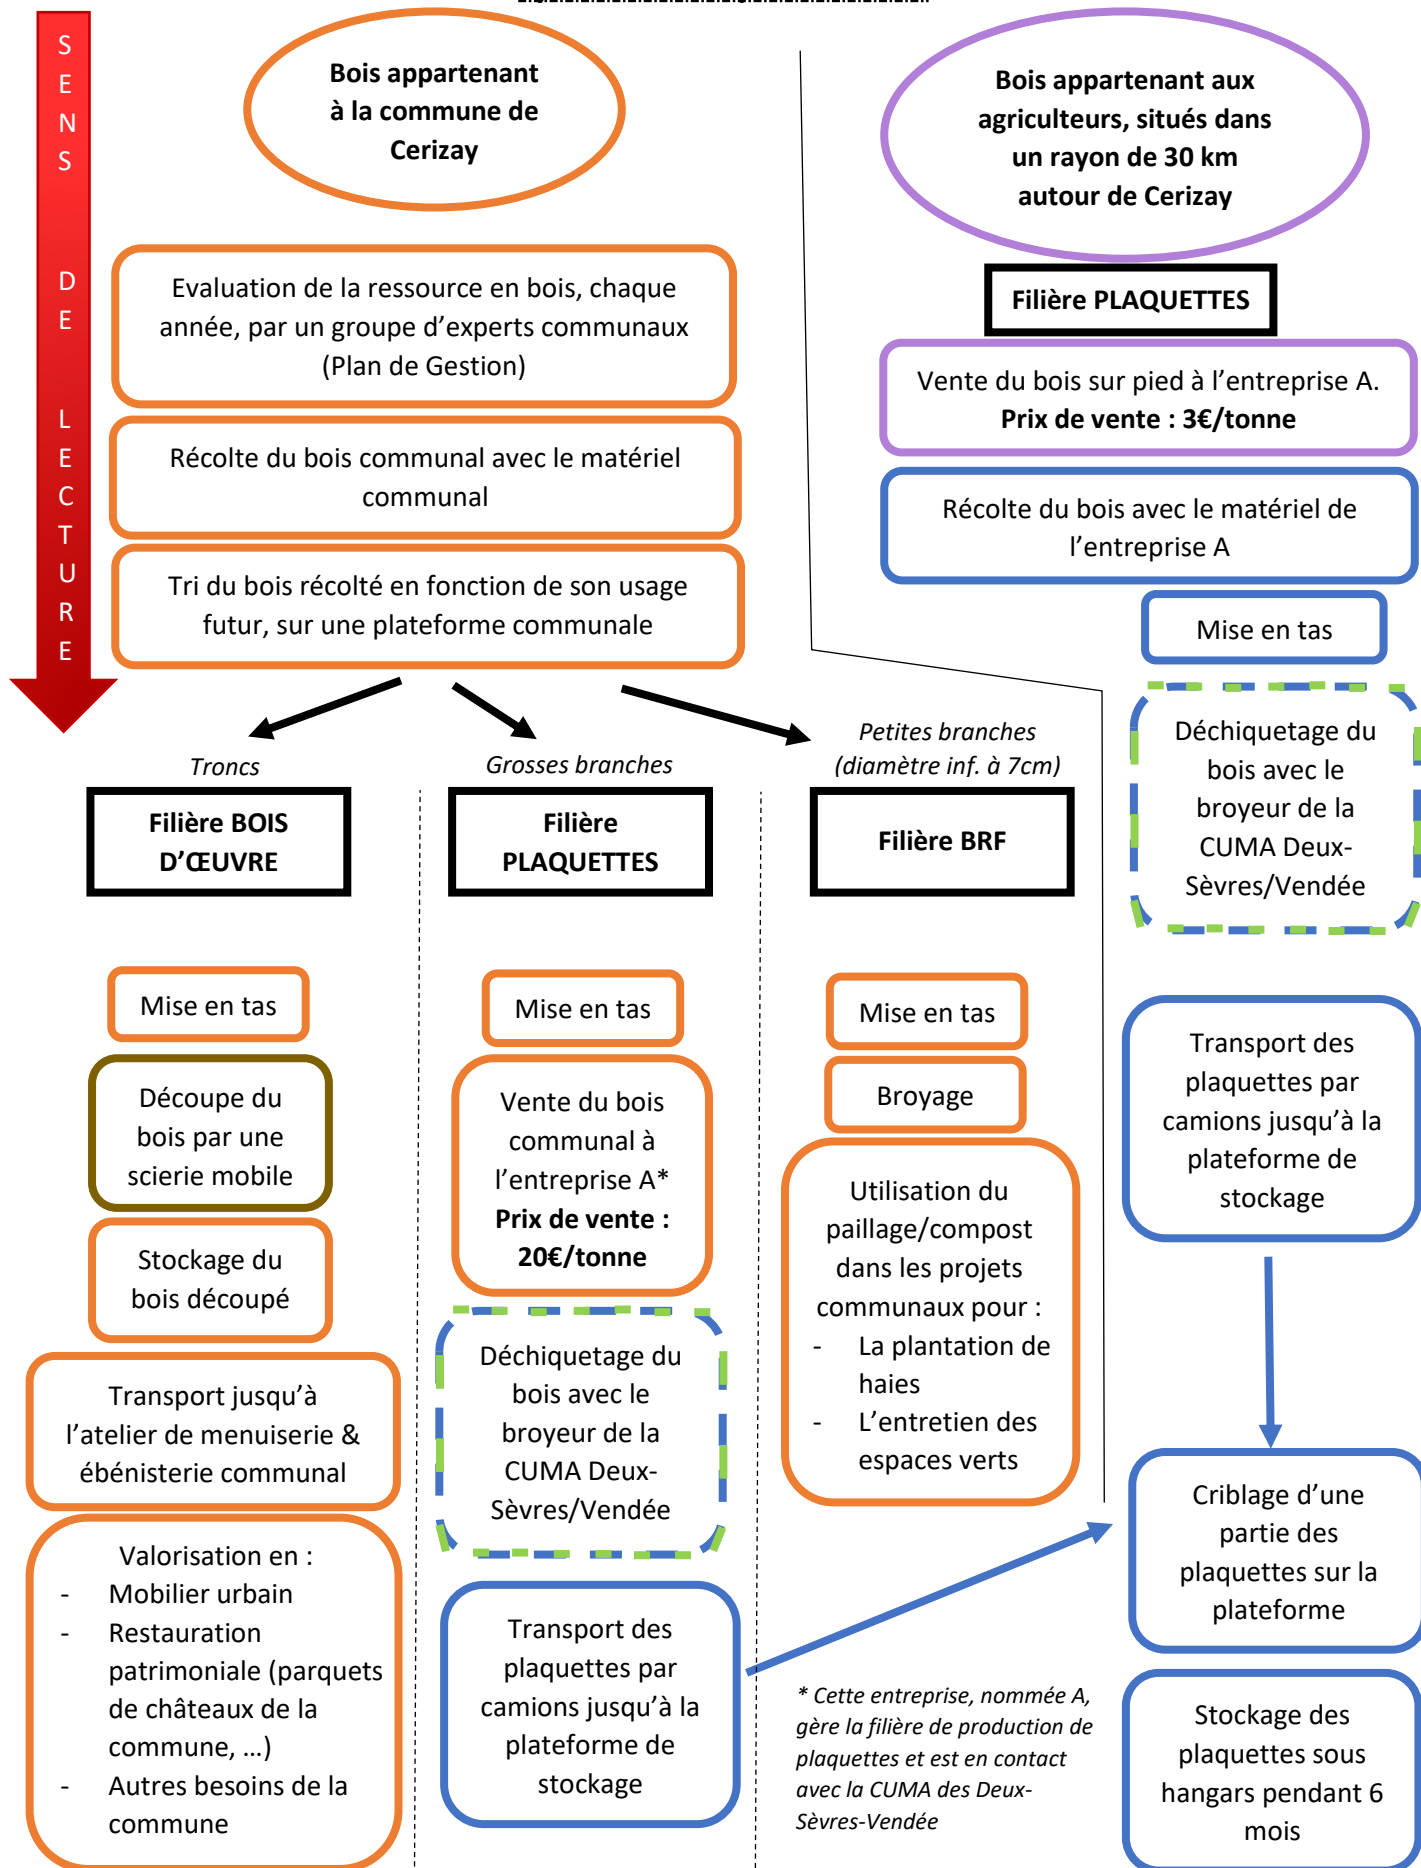 SENS DE LECTURE
Bois appartenant
à la commune de
Cerizay
Evaluation de la ressource en bois, chaque
année, par un groupe d’experts communaux
(Plan de Gestion)
Récolte du bois communal avec le matériel
communal
Tri du bois récolté en fonction de son usage
futur, sur une plateforme communale
Bois appartenant aux
agriculteurs, situés dans
un rayon de 30 km
autour de Cerizay
Filière PLAQUETTES
Vente du bois sur pied à l’entreprise A.
Prix de vente : 3€/tonne
Récolte du bois avec le matériel de
l’entreprise A
Mise en tas
Déchiquetage du
bois avec le
broyeur de la
CUMA Deux-
Sèvres/Vendée
Transport des
plaquettes par
camions jusqu’à la
plateforme de
stockage
Troncs
Filière BOIS
D’ŒUVRE
Mise en tas
Découpe du
bois par une
scierie mobile
Stockage du
bois découpé
Transport jusqu’à
l’atelier de menuiserie &
ébénisterie communal
Valorisation en :
- Mobilier urbain
- Restauration
patrimoniale (parquets
de châteaux de la
commune, …)
- Autres besoins de la
commune
Grosses branches
Filière
PLAQUETTES
Mise en tas
Vente du bois
communal à
l’entreprise A*
Prix de vente :
20€/tonne
Déchiquetage du
bois avec le
broyeur de la
CUMA Deux-
Sèvres/Vendée
Transport des
plaquettes par
camions jusqu’à la
plateforme de
stockage
Petites branches
(diamètre inf. à 7cm)
Filière BRF
Mise en tas
Broyage
Utilisation du
paillage/compost
dans les projets
communaux pour :
- La plantation de
haies
- L’entretien des
espaces verts
* Cette entreprise, nommée A,
gère la filière de production de
plaquettes et est en contact
avec la CUMA des Deux-
Sèvres-Vendée
Criblage d’une
partie des
plaquettes sur la
plateforme
Stockage des
plaquettes sous
hangars pendant 6
mois